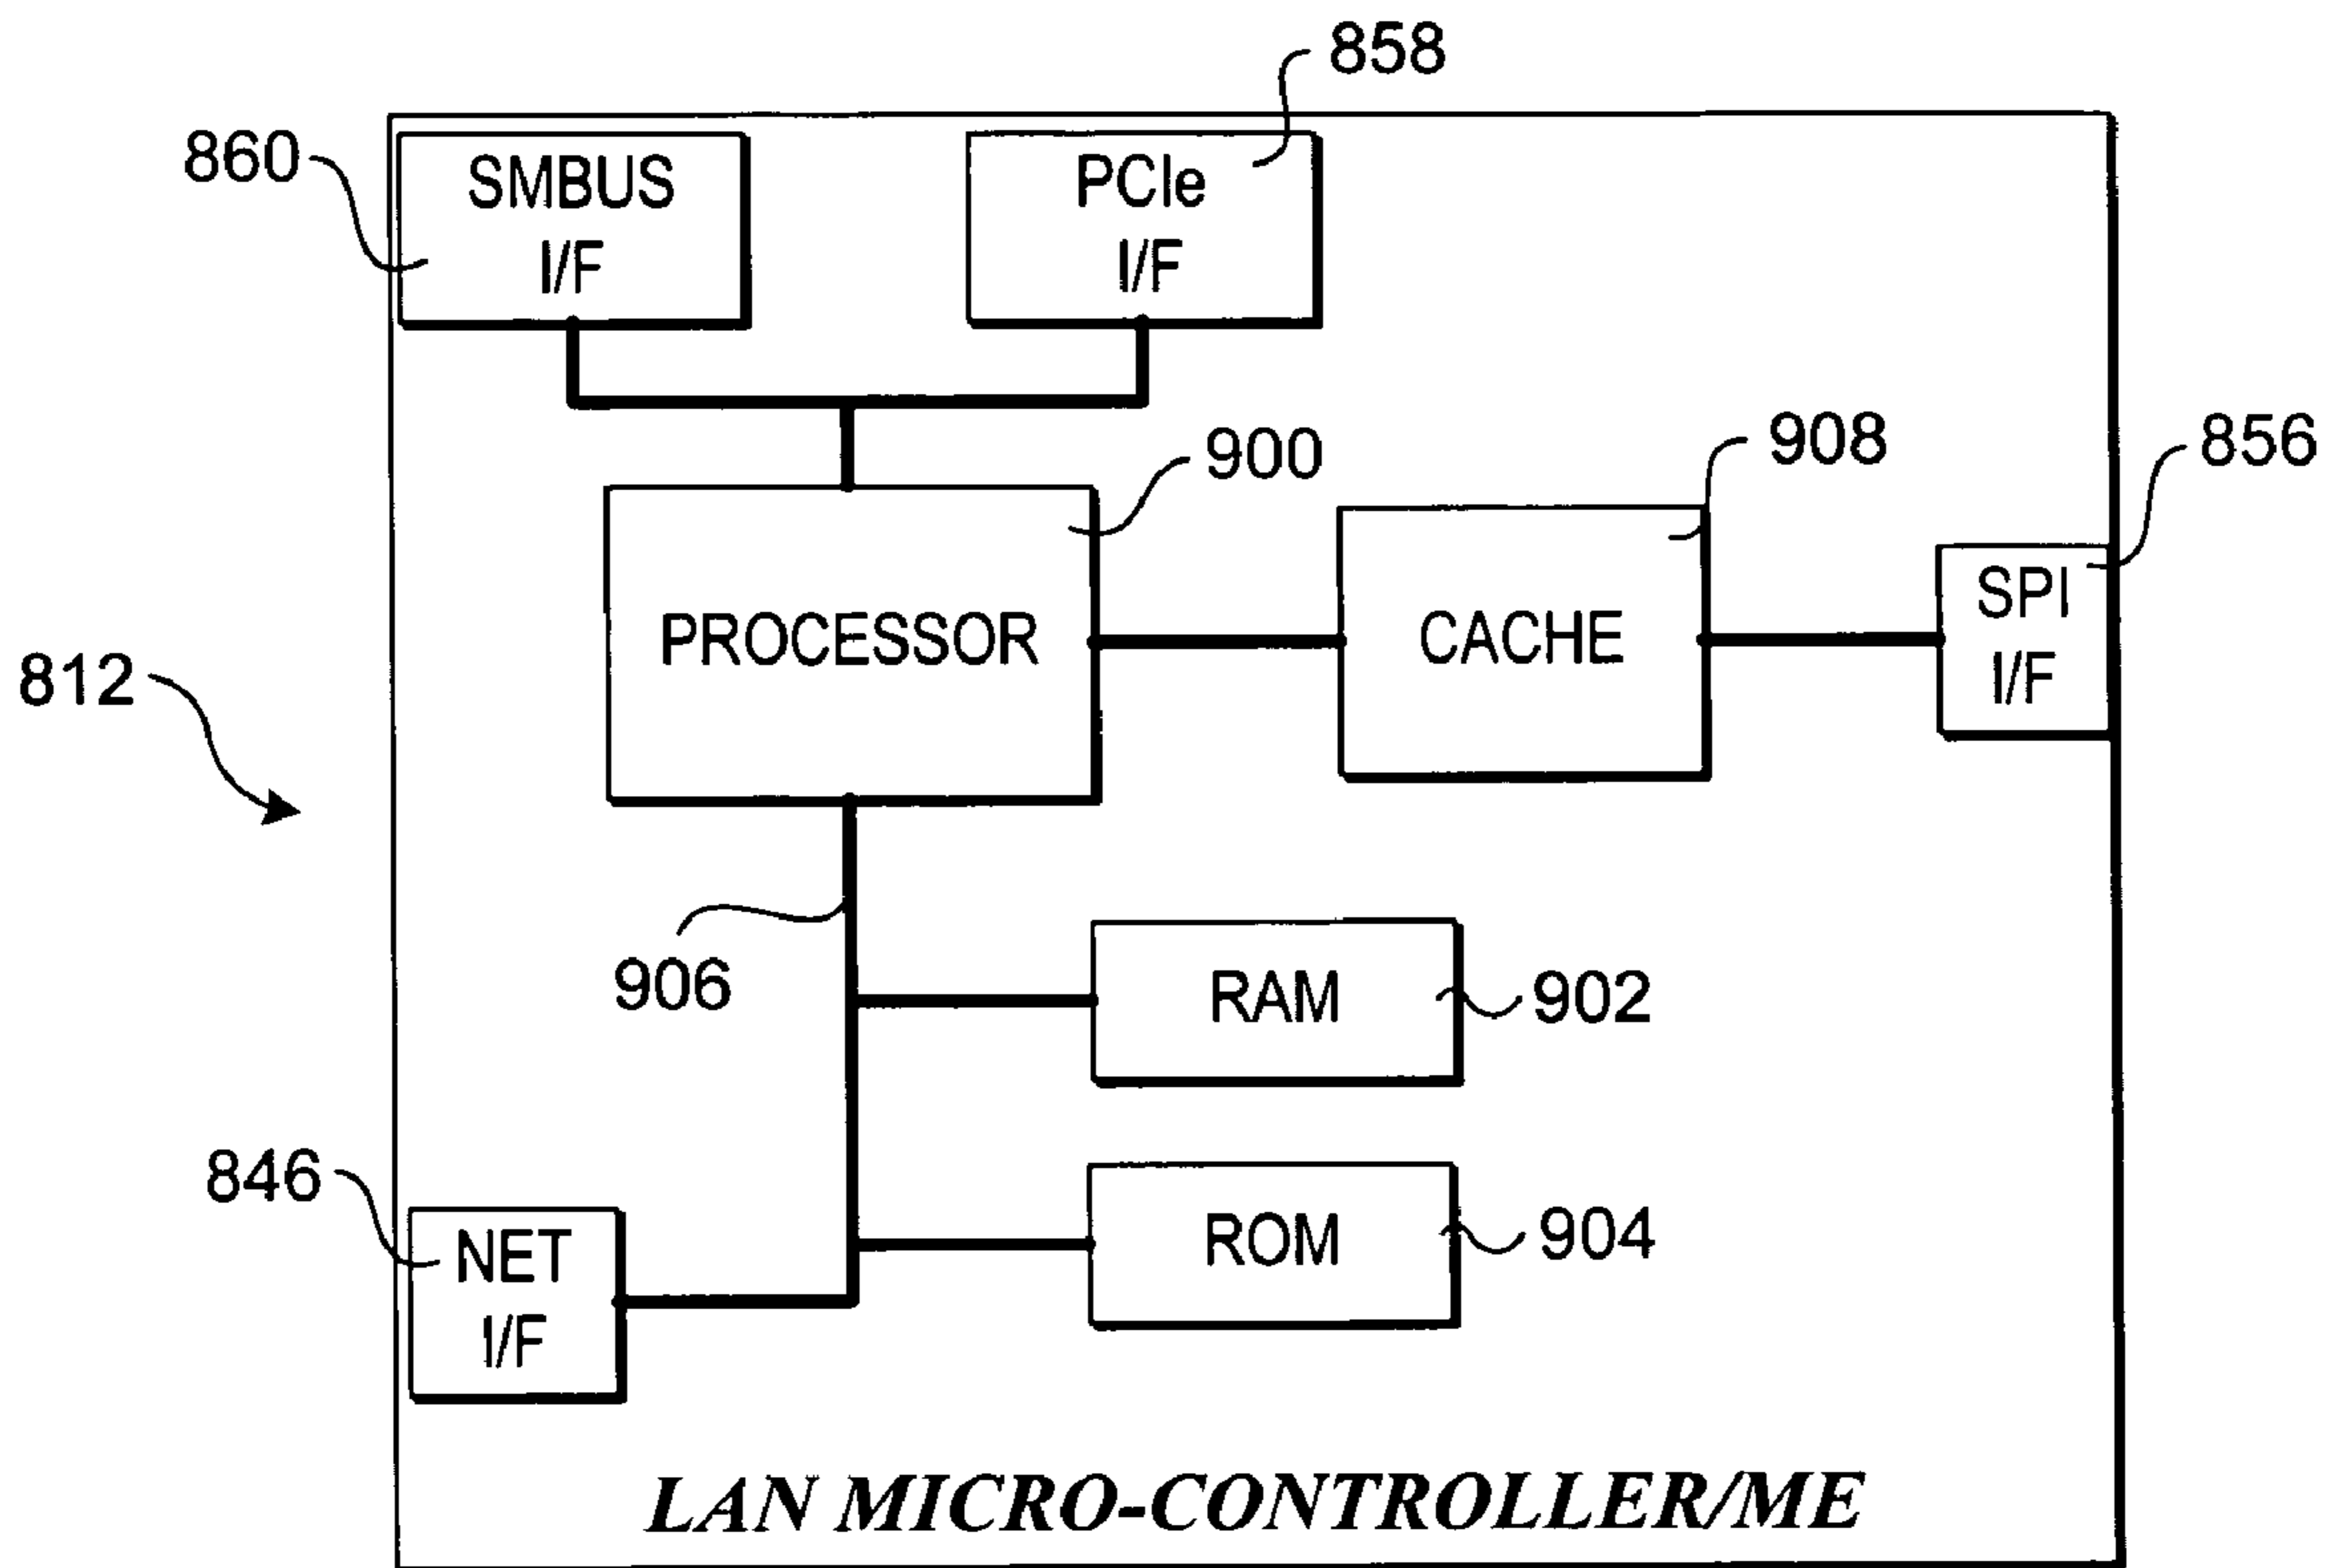 858
860
SMBUS
I/F
PCIe
I/F
900
908
856
PROCESSOR
CACHE
SPI
I/F
812
906
RAM
902
846
NET
I/F
ROM
904
LAN MICRO-CONTROLLER/ME